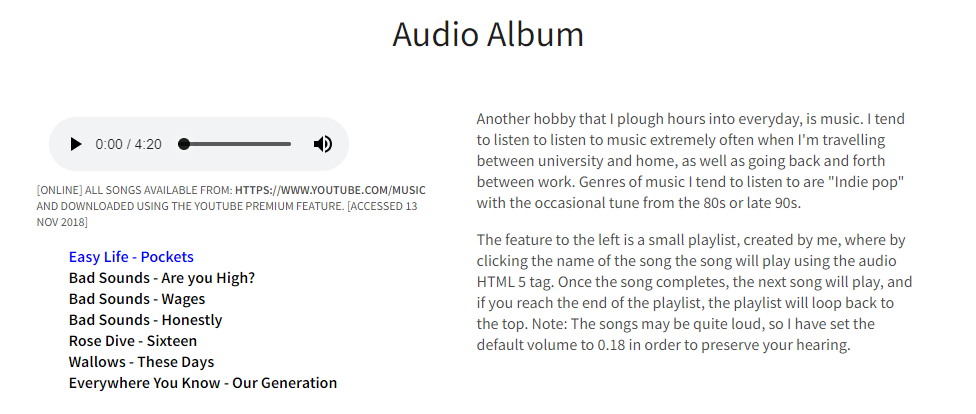 Audio Album
0:00 / 4:20
[ONLINE] ALL SONGS AVAILABLE FROM: HTTPS://WWW.YOUTUBE.COM/MUSIC
AND DOWNLOADED USING THE YOUTUBE PREMIUM FEATURE. [ACCESSED 13
NOV 2018]
Easy Life - Pockets
Bad Sounds - Are you High?
Bad Sounds - Wages
Bad Sounds - Honestly
Rose Dive - Sixteen
Wallows - These Days
Everywhere You Know - Our Generation
Another hobby that I plough hours into everyday, is music. I tend
to listen to listen to music extremely often when I'm travelling
between university and home, as well as going back and forth
between work. Genres of music I tend to listen to are "Indie pop"
with the occasional tune from the 80s or late 90s.
The feature to the left is a small playlist, created by me, where by
clicking the name of the song the song will play using the audio
HTML 5 tag. Once the song completes, the next song will play, and
if you reach the end of the playlist, the playlist will loop back to
the top. Note: The songs may be quite loud, so I have set the
default volume to 0.18 in order to preserve your hearing.